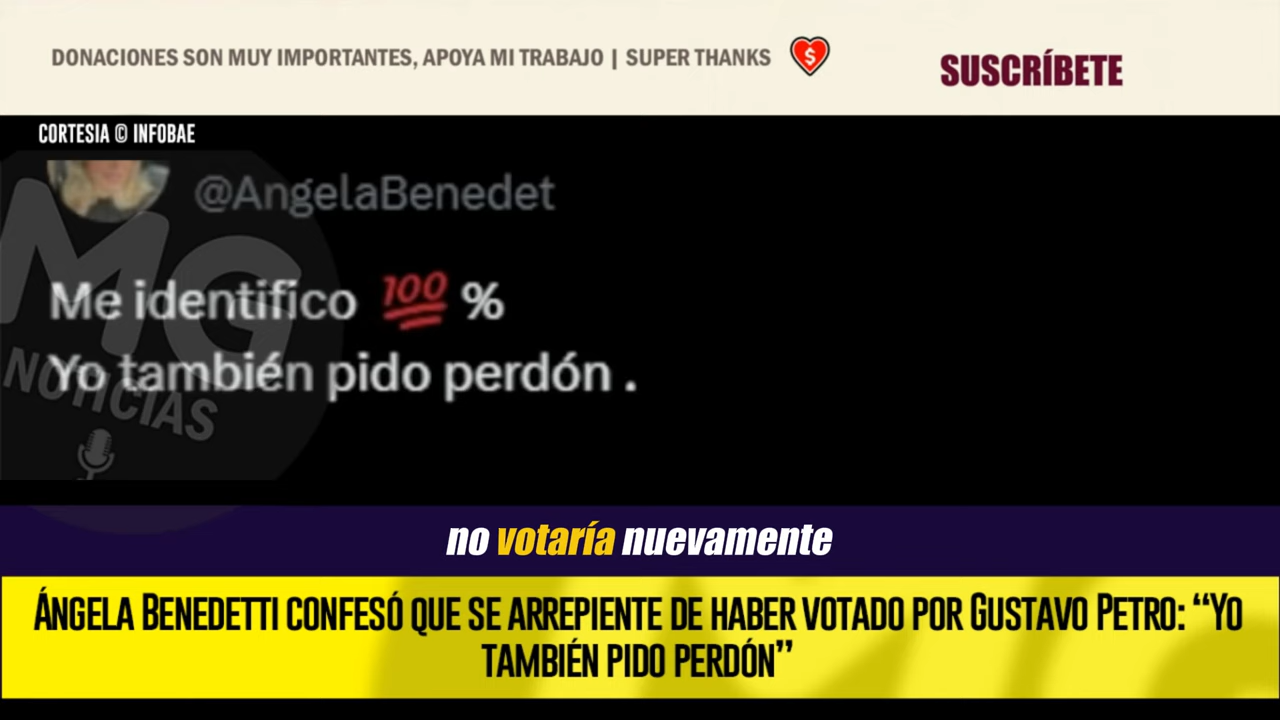 DONACIONES SON MUY IMPORTANTES, APOYA MI TRABAJO | SUPER THANKS
SUSCRÍBETE
CORTESIA © INFOBAE
@AngelaBenedet
Me identifico 💯 %
Yo también pido perdón .
MG
NOTICIAS
no votaría nuevamente
ÁNGELA BENEDETTI CONFESÓ QUE SE ARREPIENTE DE HABER VOTADO POR GUSTAVO PETRO: “YO
TAMBIÉN PIDO PERDÓN”